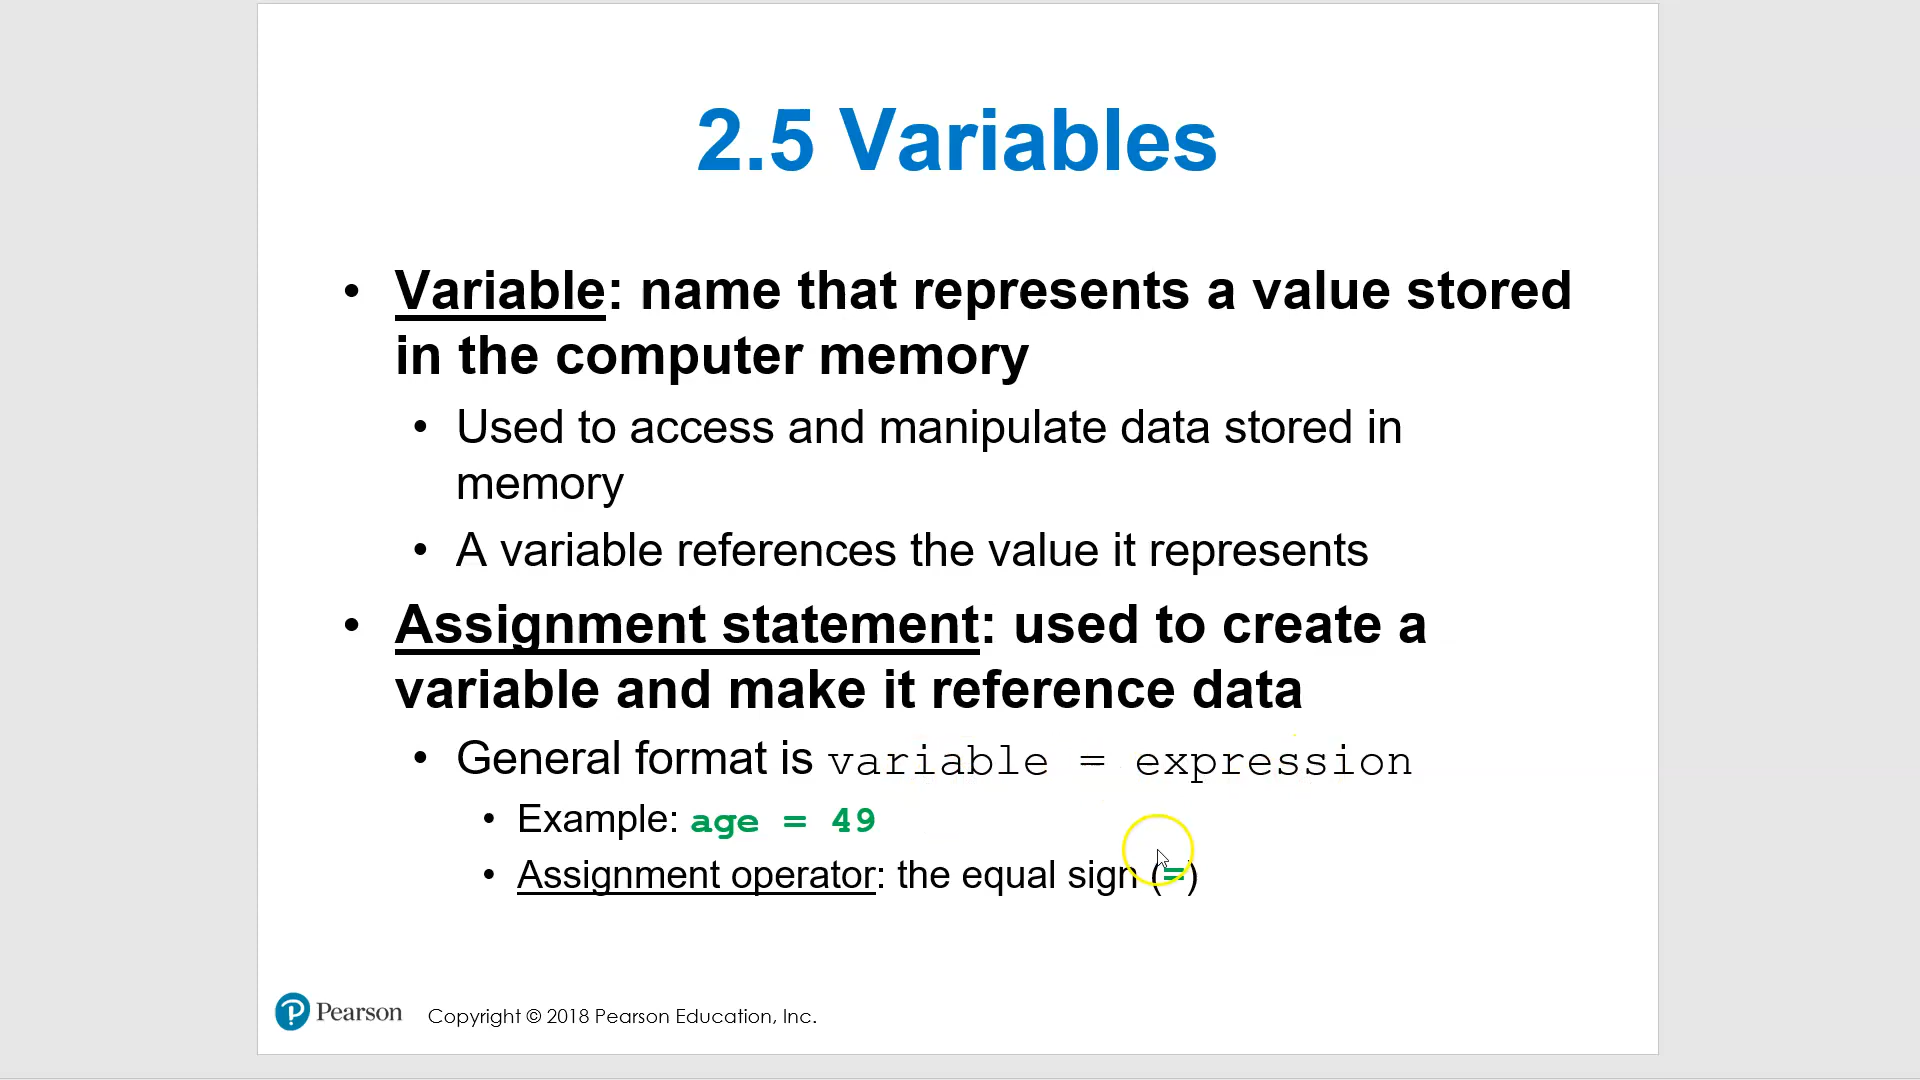 2.5 Variables
• Variable: name that represents a value stored
in the computer memory
• Used to access and manipulate data stored in
memory
• A variable references the value it represents
• Assignment statement: used to create a
variable and make it reference data
• General format is variable = expression
• Example: age = 49
• Assignment operator: the equal sign (=)
Pearson Copyright © 2018 Pearson Education, Inc.